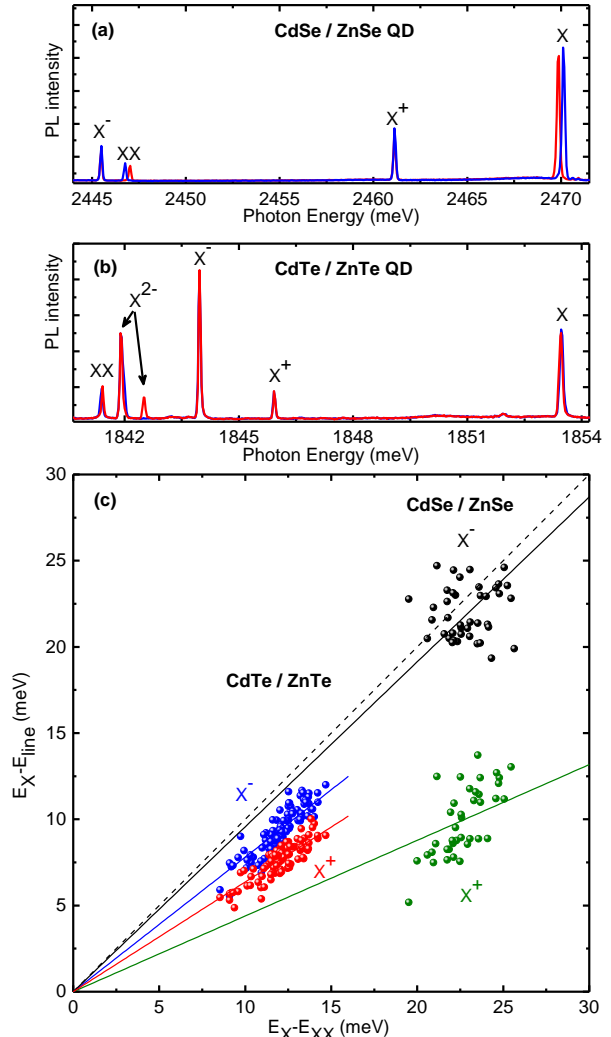 (a) CdSe / ZnSe QD X
PL intensity
X⁻ XX X⁺
2445 2450 2455 2460 2465 2470
Photon Energy (meV)
(b) X⁻ CdTe / ZnTe QD
PL intensity
X²⁻ X
XX X⁺
1842 1845 1848 1851 1854
Photon Energy (meV)
30
(c) CdSe / ZnSe
X⁻
25
20
CdTe / ZnTe
15
E_X-E_line (meV)
X⁻
10
X⁺
X⁺
5
0
0 5 10 15 20 25 30
E_X-E_XX (meV)